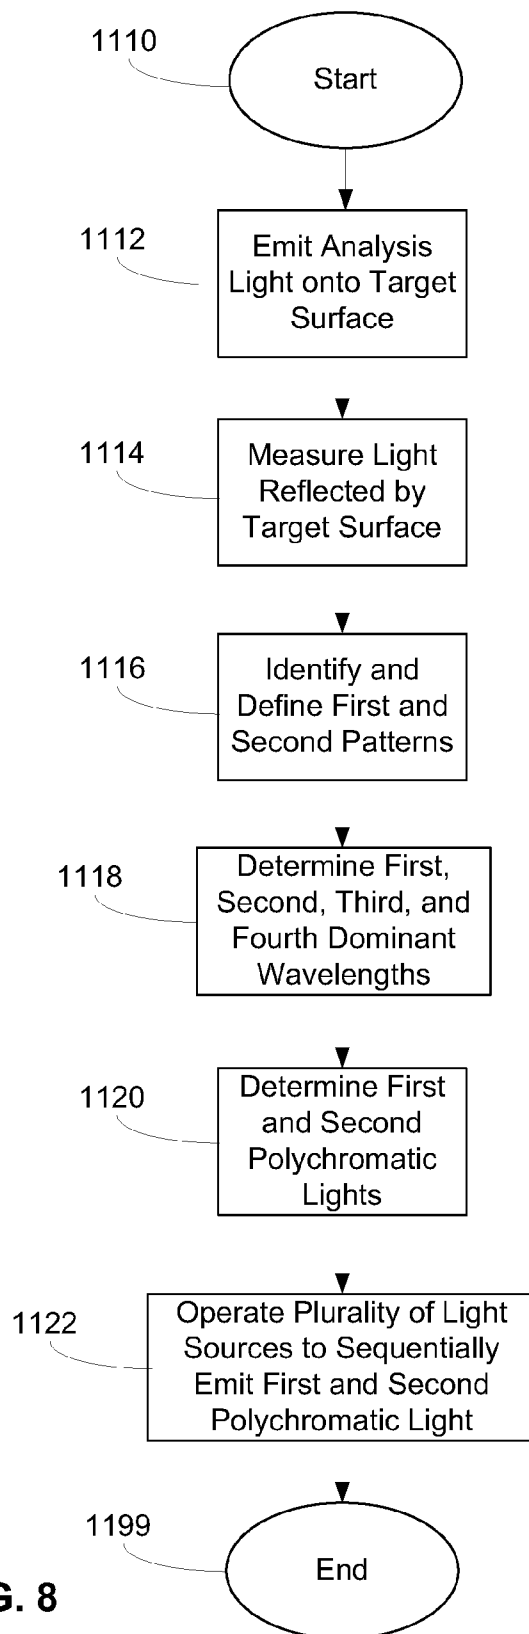 1110
Start
1112
Emit Analysis
Light onto Target
Surface
1114
Measure Light
Reflected by
Target Surface
1116
Identify and
Define First and
Second Patterns
1118
Determine First,
Second, Third, and
Fourth Dominant
Wavelengths
1120
Determine First
and Second
Polychromatic
Lights
1122
Operate Plurality of Light
Sources to Sequentially
Emit First and Second
Polychromatic Light
1199
End
G. 8